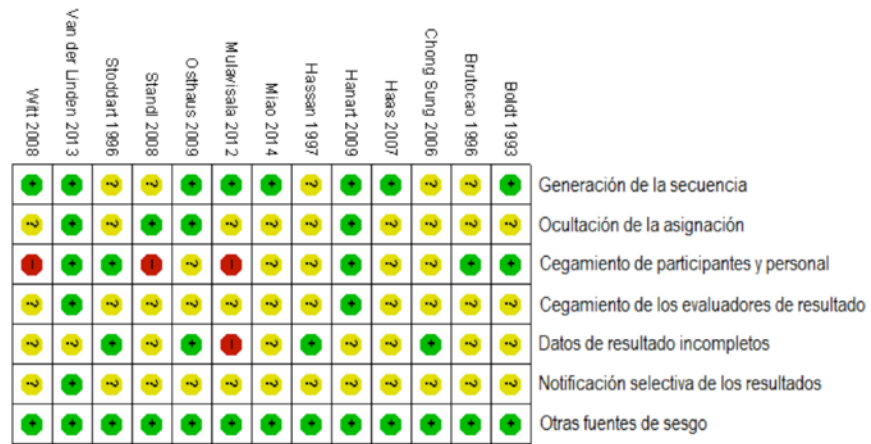 Witt 2008
Van der Linden 2013
Stoddart 1996
Standl 2008
Osthaus 2009
Mulavisala 2012
Miao 2014
Hassan 1997
Hanart 2009
Haas 2007
Chong Sung 2006
Brutocao 1996
Boldt 1993
+ + ? ? + + + ? + + ? ? + Generación de la secuencia
? + ? + + ? ? ? + ? ? ? ? Ocultación de la asignación
- + + - ? - ? ? + ? ? + + Cegamiento de participantes y personal
? + ? ? ? ? ? ? + ? ? ? ? Cegamiento de los evaluadores de resultado
? ? + ? + - ? + ? ? + ? ? Datos de resultado incompletos
? + ? ? ? ? ? ? ? ? ? ? ? Notificación selectiva de los resultados
+ + + + + + + + + + + + + Otras fuentes de sesgo